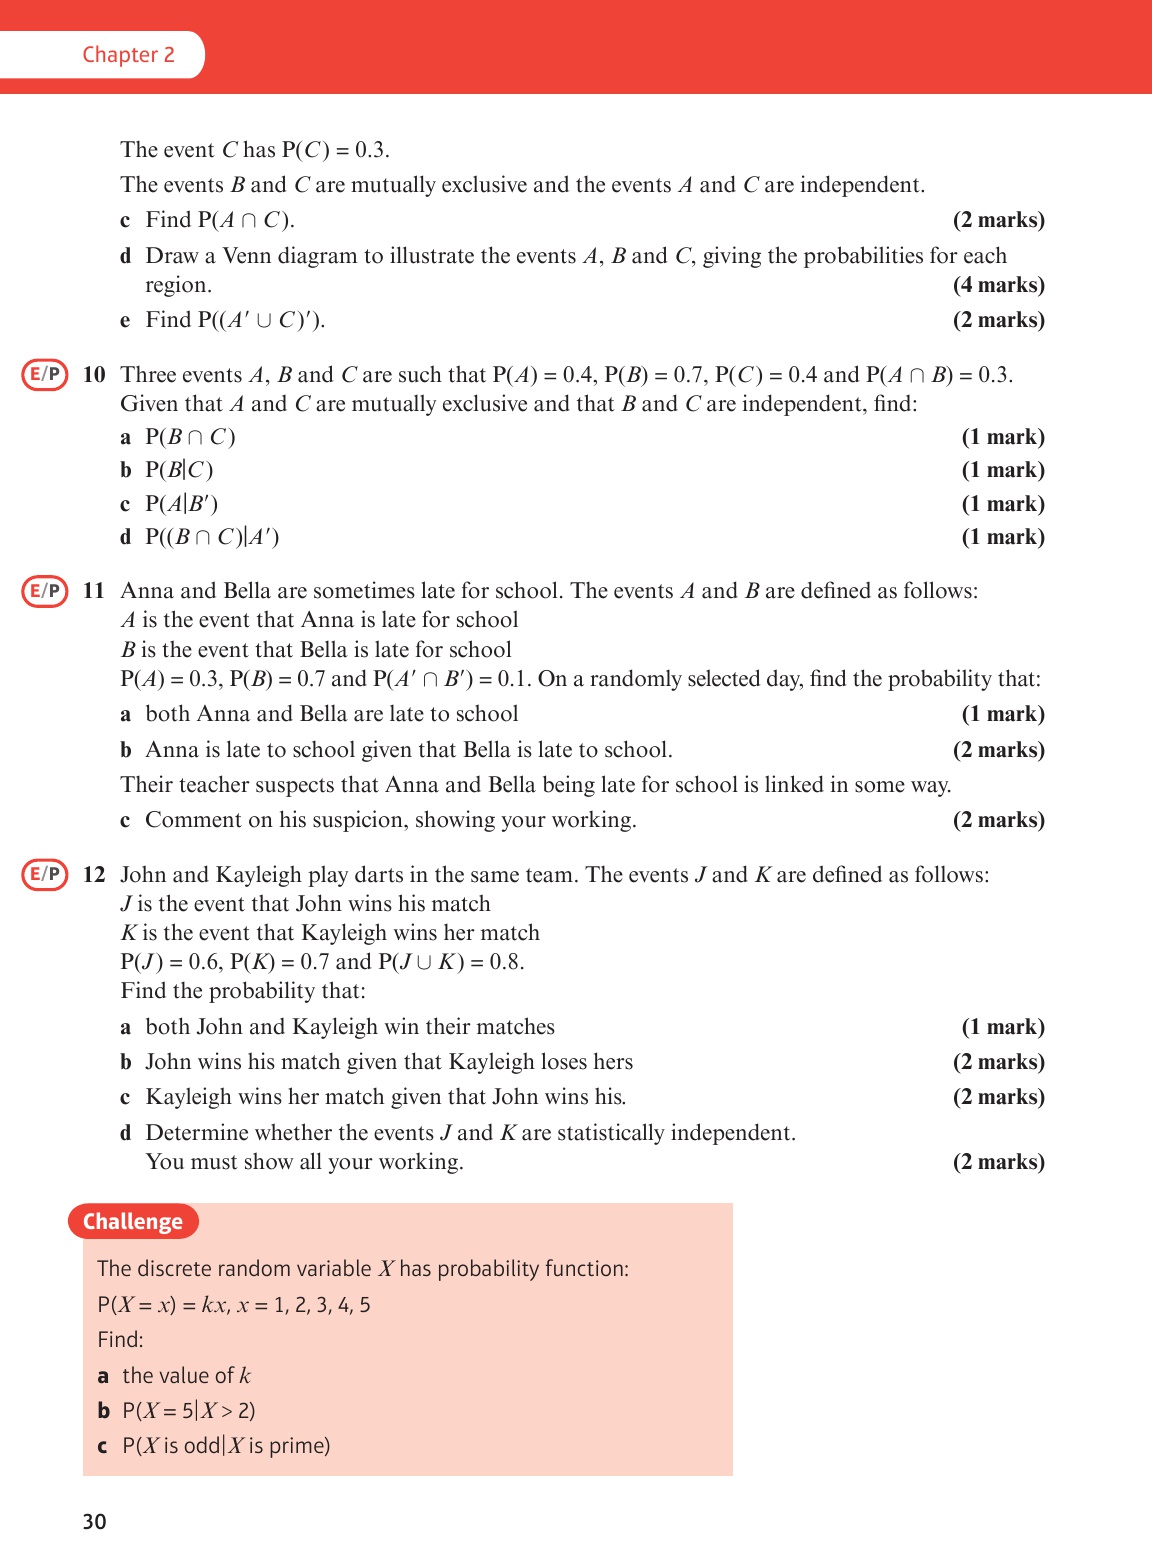 Chapter 2
The event C has P(C) = 0.3.
The events B and C are mutually exclusive and the events A and C are independent.
c Find P(A ∩ C). (2 marks)
d Draw a Venn diagram to illustrate the events A, B and C, giving the probabilities for each
region. (4 marks)
e Find P((A′ ∪ C)′). (2 marks)
E/P 10 Three events A, B and C are such that P(A) = 0.4, P(B) = 0.7, P(C) = 0.4 and P(A ∩ B) = 0.3.
Given that A and C are mutually exclusive and that B and C are independent, find:
a P(B ∩ C) (1 mark)
b P(B|C) (1 mark)
c P(A|B′) (1 mark)
d P((B ∩ C)|A′) (1 mark)
E/P 11 Anna and Bella are sometimes late for school. The events A and B are defined as follows:
A is the event that Anna is late for school
B is the event that Bella is late for school
P(A) = 0.3, P(B) = 0.7 and P(A′ ∩ B′) = 0.1. On a randomly selected day, find the probability that:
a both Anna and Bella are late to school (1 mark)
b Anna is late to school given that Bella is late to school. (2 marks)
Their teacher suspects that Anna and Bella being late for school is linked in some way.
c Comment on his suspicion, showing your working. (2 marks)
E/P 12 John and Kayleigh play darts in the same team. The events J and K are defined as follows:
J is the event that John wins his match
K is the event that Kayleigh wins her match
P(J) = 0.6, P(K) = 0.7 and P(J ∪ K) = 0.8.
Find the probability that:
a both John and Kayleigh win their matches (1 mark)
b John wins his match given that Kayleigh loses hers (2 marks)
c Kayleigh wins her match given that John wins his. (2 marks)
d Determine whether the events J and K are statistically independent.
You must show all your working. (2 marks)
Challenge
The discrete random variable X has probability function:
P(X = x) = kx, x = 1, 2, 3, 4, 5
Find:
a the value of k
b P(X = 5|X > 2)
c P(X is odd|X is prime)
30